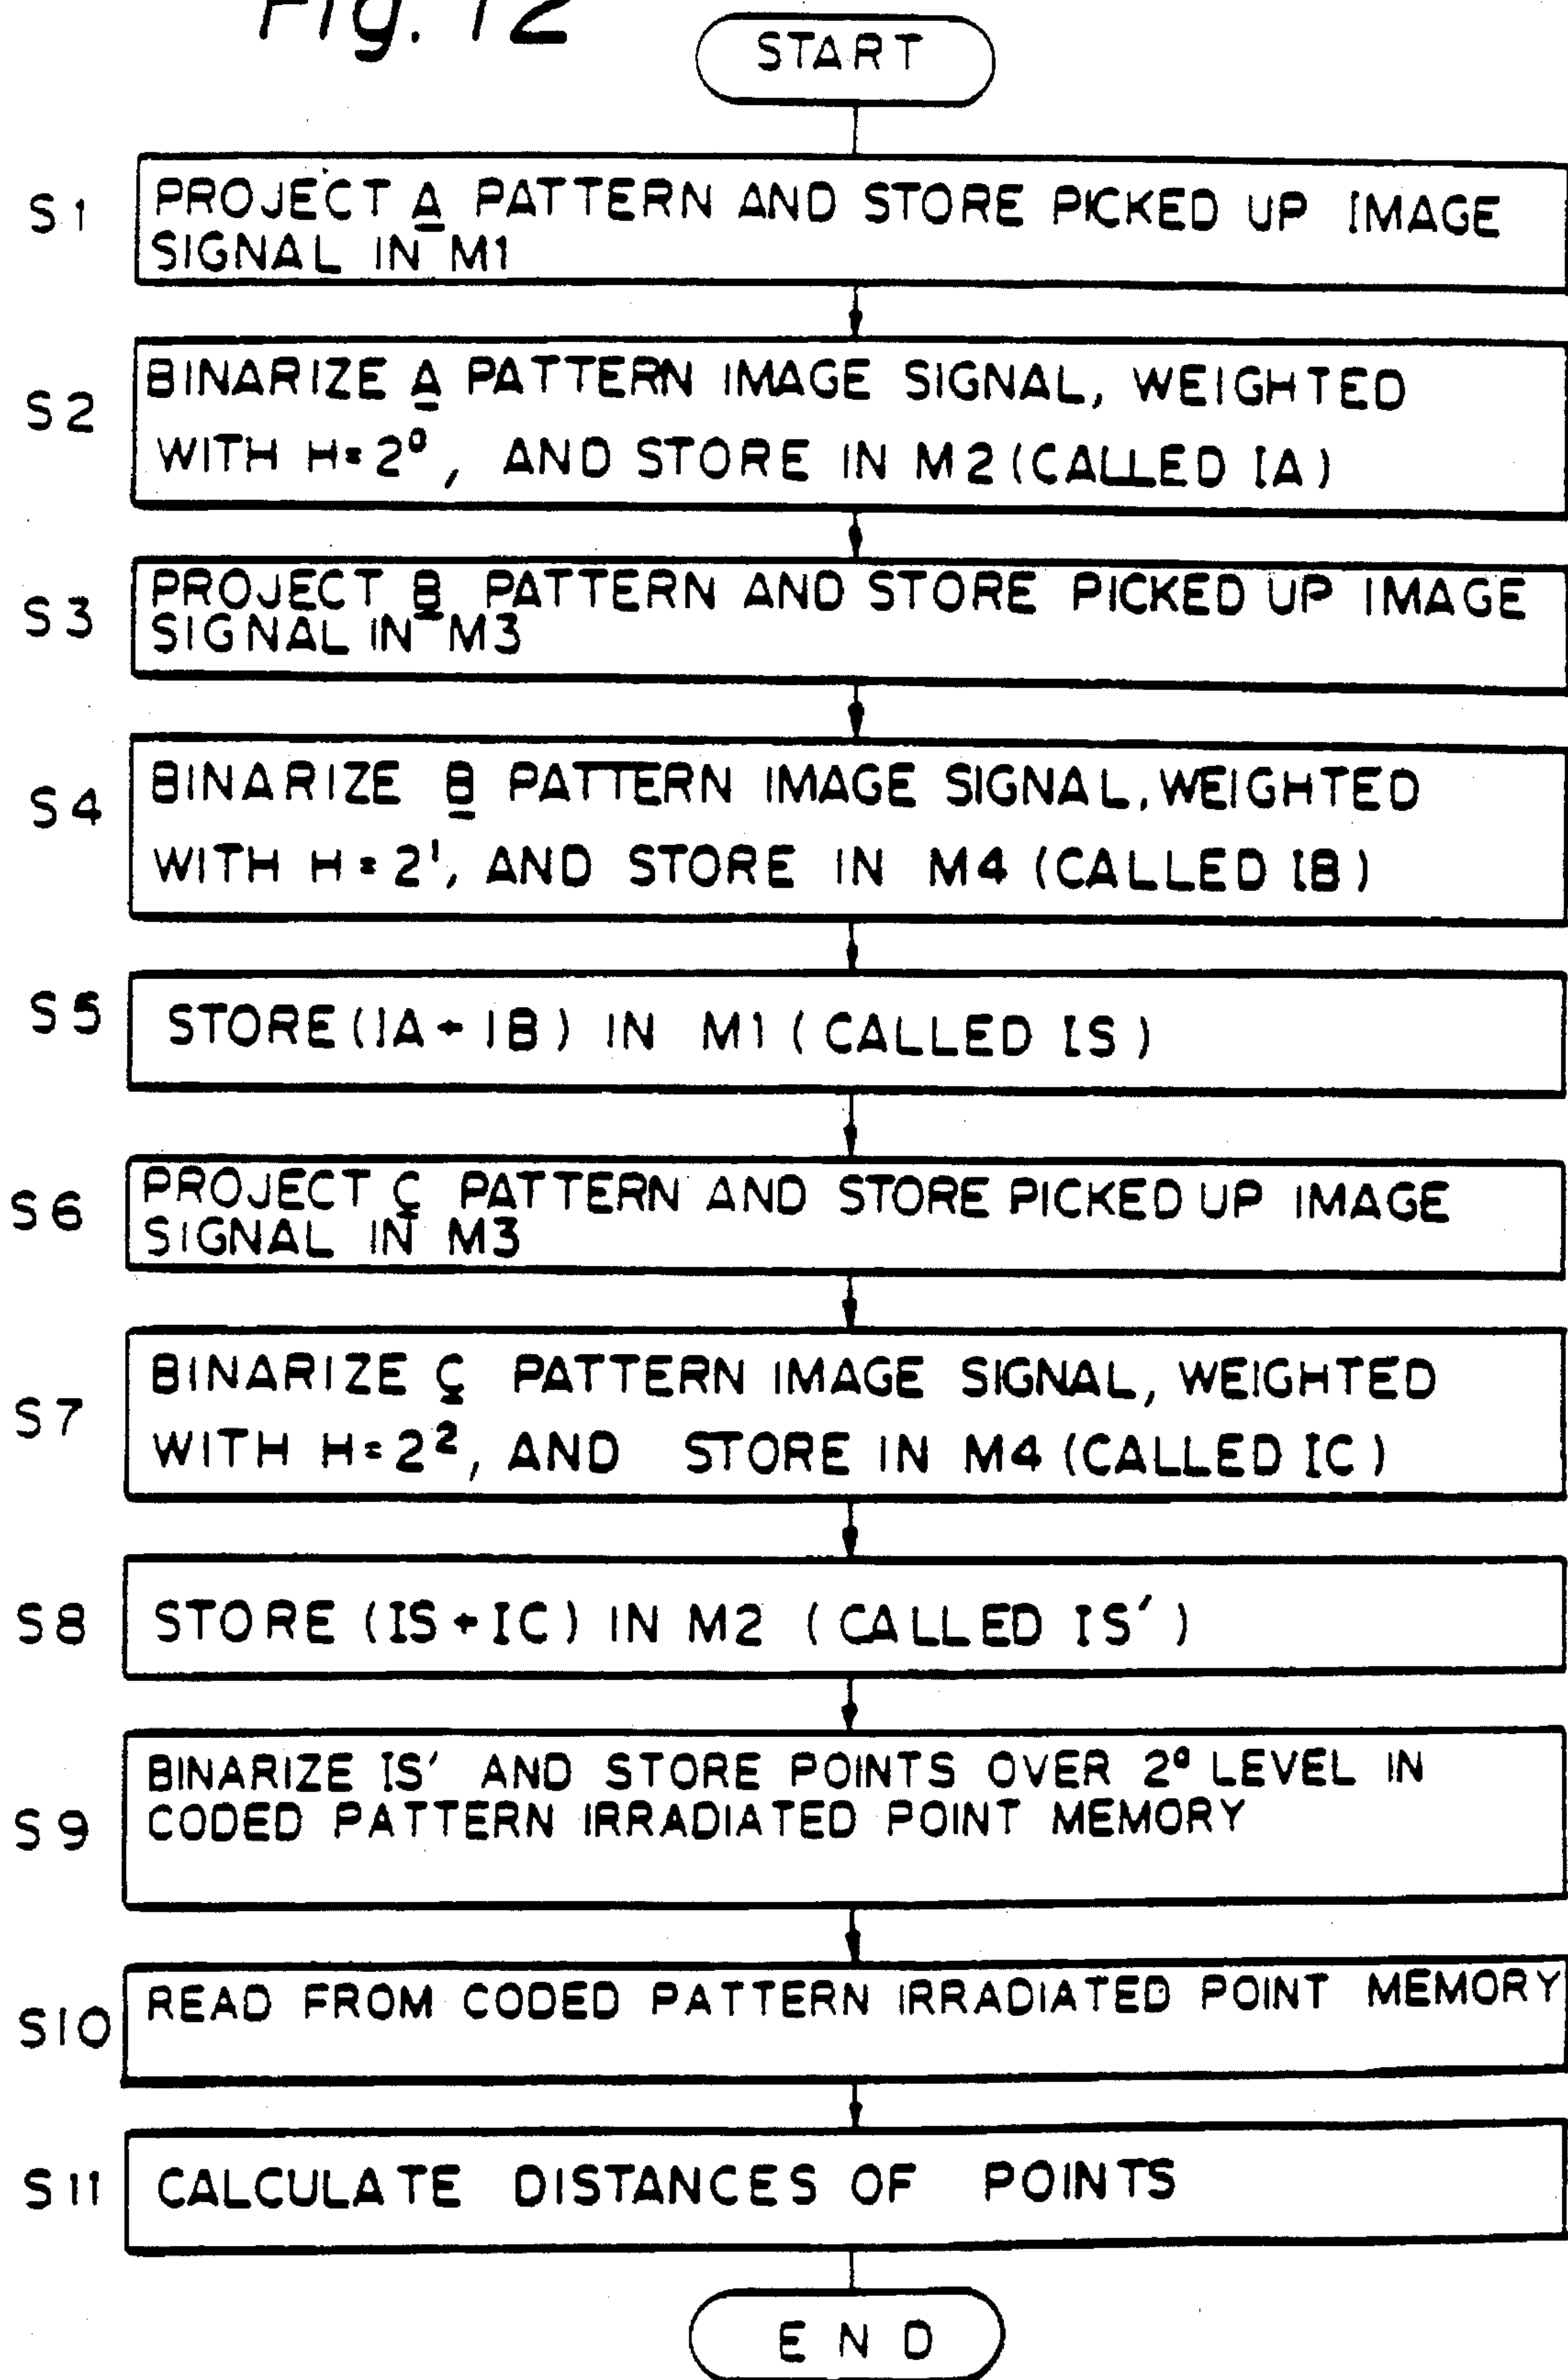 Fig. 12
START
S1
PROJECT A PATTERN AND STORE PICKED UP IMAGE
SIGNAL IN M1
S2
BINARIZE A PATTERN IMAGE SIGNAL, WEIGHTED
WITH H=2⁰, AND STORE IN M2 (CALLED IA)
S3
PROJECT B PATTERN AND STORE PICKED UP IMAGE
SIGNAL IN M3
S4
BINARIZE B PATTERN IMAGE SIGNAL, WEIGHTED
WITH H=2¹, AND STORE IN M4 (CALLED IB)
S5
STORE (IA+IB) IN M1 (CALLED IS)
S6
PROJECT C PATTERN AND STORE PICKED UP IMAGE
SIGNAL IN M3
S7
BINARIZE C PATTERN IMAGE SIGNAL, WEIGHTED
WITH H=2², AND STORE IN M4 (CALLED IC)
S8
STORE (IS+IC) IN M2 (CALLED IS′)
S9
BINARIZE IS′ AND STORE POINTS OVER 2⁰ LEVEL IN
CODED PATTERN IRRADIATED POINT MEMORY
S10
READ FROM CODED PATTERN IRRADIATED POINT MEMORY
S11
CALCULATE DISTANCES OF POINTS
END